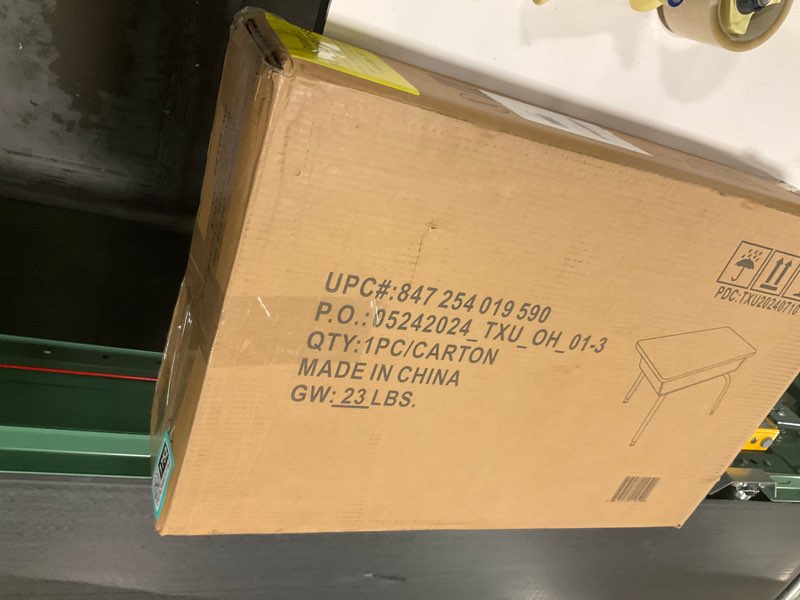 UPC#:847 254 019 590
P.O.: 05242024_TXU_OH_01-3
QTY:1PC/CARTON
MADE IN CHINA
GW: 23 LBS.
PDC:TXU20240710